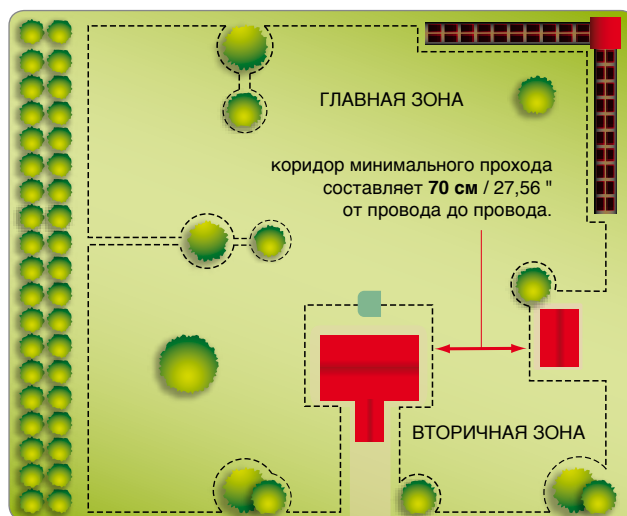 ГЛАВНАЯ ЗОНА
коридор минимального прохода
составляет 70 см / 27,56 "
от провода до провода.
ВТОРИЧНАЯ ЗОНА